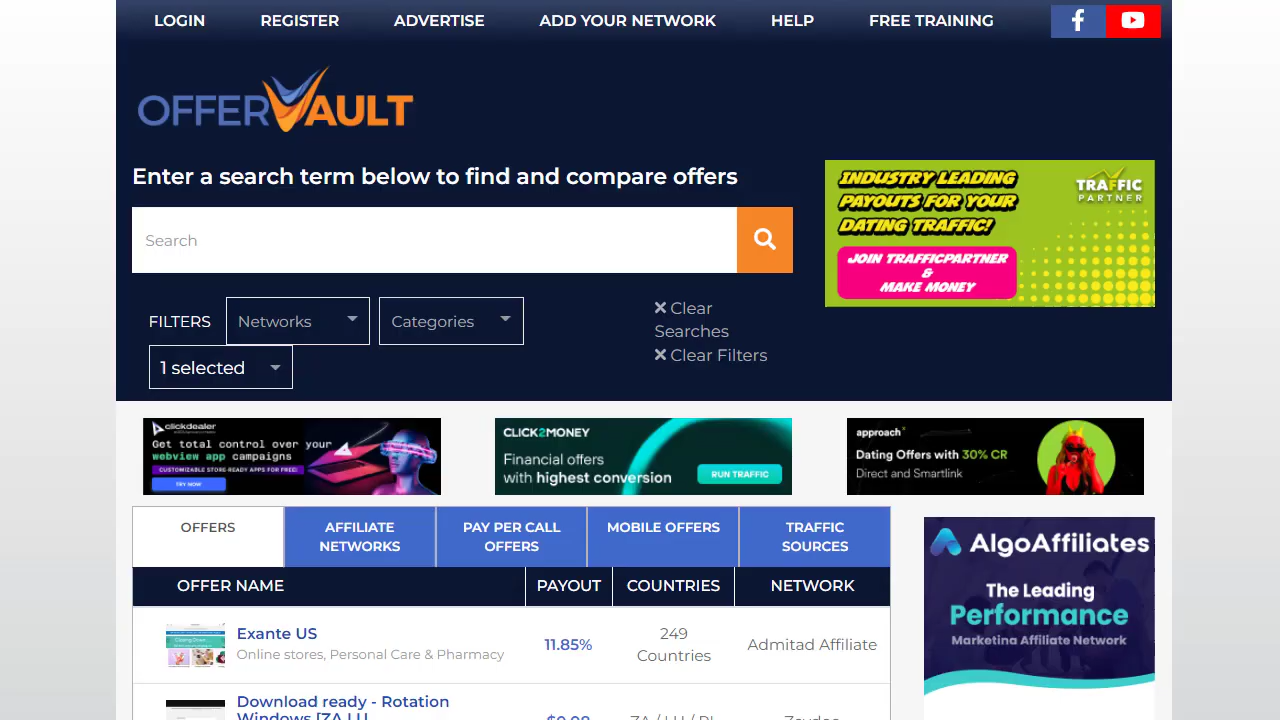 LOGIN
REGISTER
ADVERTISE
ADD YOUR NETWORK
HELP
FREE TRAINING
OFFERVAULT
Enter a search term below to find and compare offers
Search
INDUSTRY LEADING
PAYOUTS FOR YOUR
DATING TRAFFIC!
JOIN TRAFFICPARTNER
&
MAKE MONEY
TRAFFIC
PARTNER
FILTERS
Networks
Categories
1 selected
Clear
Searches
Clear Filters
clickdealer
Get total control over your
webview app campaigns
CUSTOMIZABLE STORE-READY APPS FOR FREE!
TRY NOW
CLICK2MONEY
Financial offers
with highest conversion
RUN TRAFFIC
approach
Dating Offers with 30% CR
Direct and Smartlink
OFFERS
AFFILIATE
NETWORKS
PAY PER CALL
OFFERS
MOBILE OFFERS
TRAFFIC
SOURCES
OFFER NAME
PAYOUT
COUNTRIES
NETWORK
Exante US
Online stores, Personal Care & Pharmacy
11.85%
249
Countries
Admitad Affiliate
Download ready - Rotation
Windows [ZA,LU,
AlgoAffiliates
The Leading
Performance
Marketing Affiliate Network